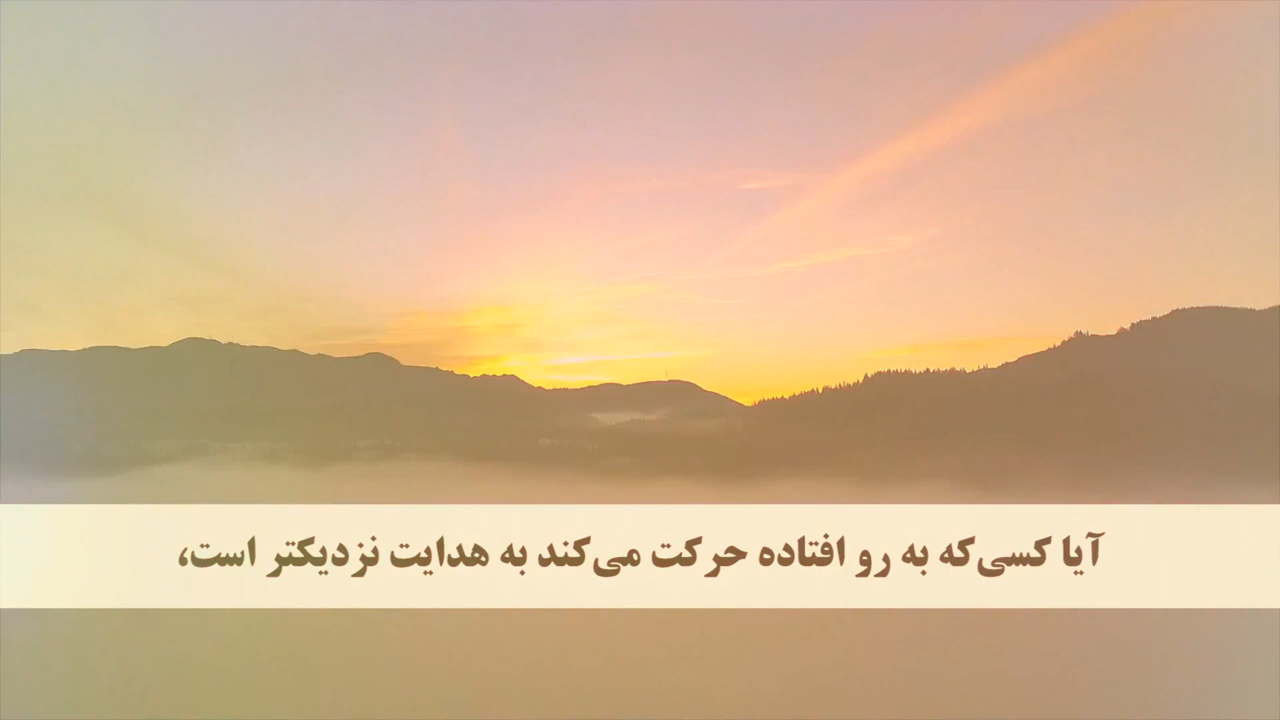 آیا کسی‌که به رو افتاده حرکت می‌کند به هدایت نزدیکتر است،